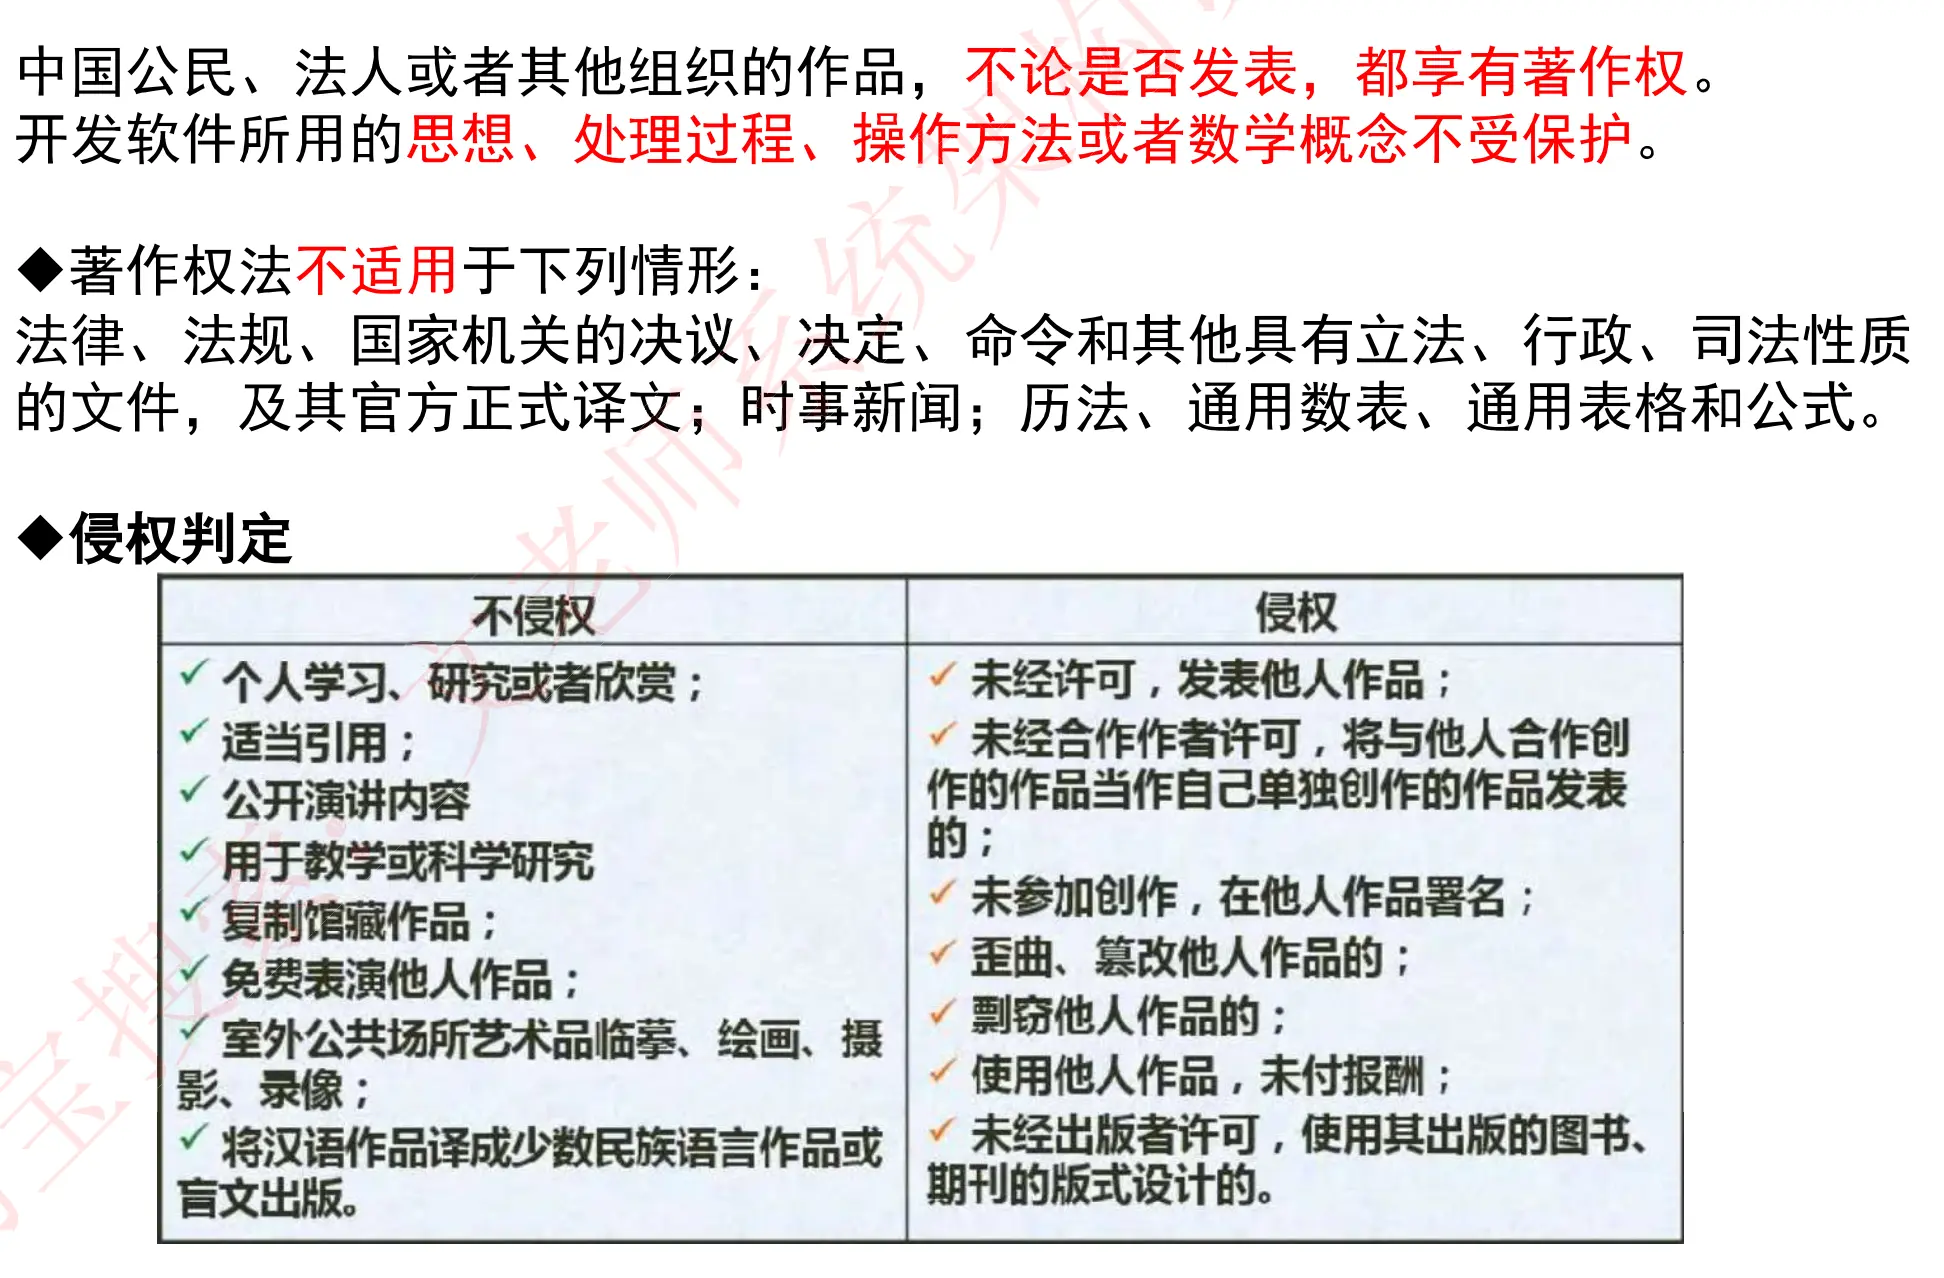 中国公民、法人或者其他组织的作品，不论是否发表，都享有著作权。
开发软件所用的思想、处理过程、操作方法或者数学概念不受保护。
◆著作权法不适用于下列情形：
法律、法规、国家机关的决议、决定、命令和其他具有立法、行政、司法性质
的文件，及其官方正式译文；时事新闻；历法、通用数表、通用表格和公式。
◆侵权判定
不侵权
✓ 个人学习、研究或者欣赏；
✓ 适当引用；
✓ 公开演讲内容
✓ 用于教学或科学研究
✓ 复制馆藏作品；
✓ 免费表演他人作品；
✓ 室外公共场所艺术品临摹、绘画、摄
影、录像；
✓ 将汉语作品译成少数民族语言作品或
盲文出版。
侵权
✓ 未经许可，发表他人作品；
✓ 未经合作作者许可，将与他人合作创
作的作品当作自己单独创作的作品发表
的；
✓ 未参加创作，在他人作品署名；
✓ 歪曲、篡改他人作品的；
✓ 剽窃他人作品的；
✓ 使用他人作品，未付报酬；
✓ 未经出版者许可，使用其出版的图书、
期刊的版式设计的。
宝搜索：文老师系统架构